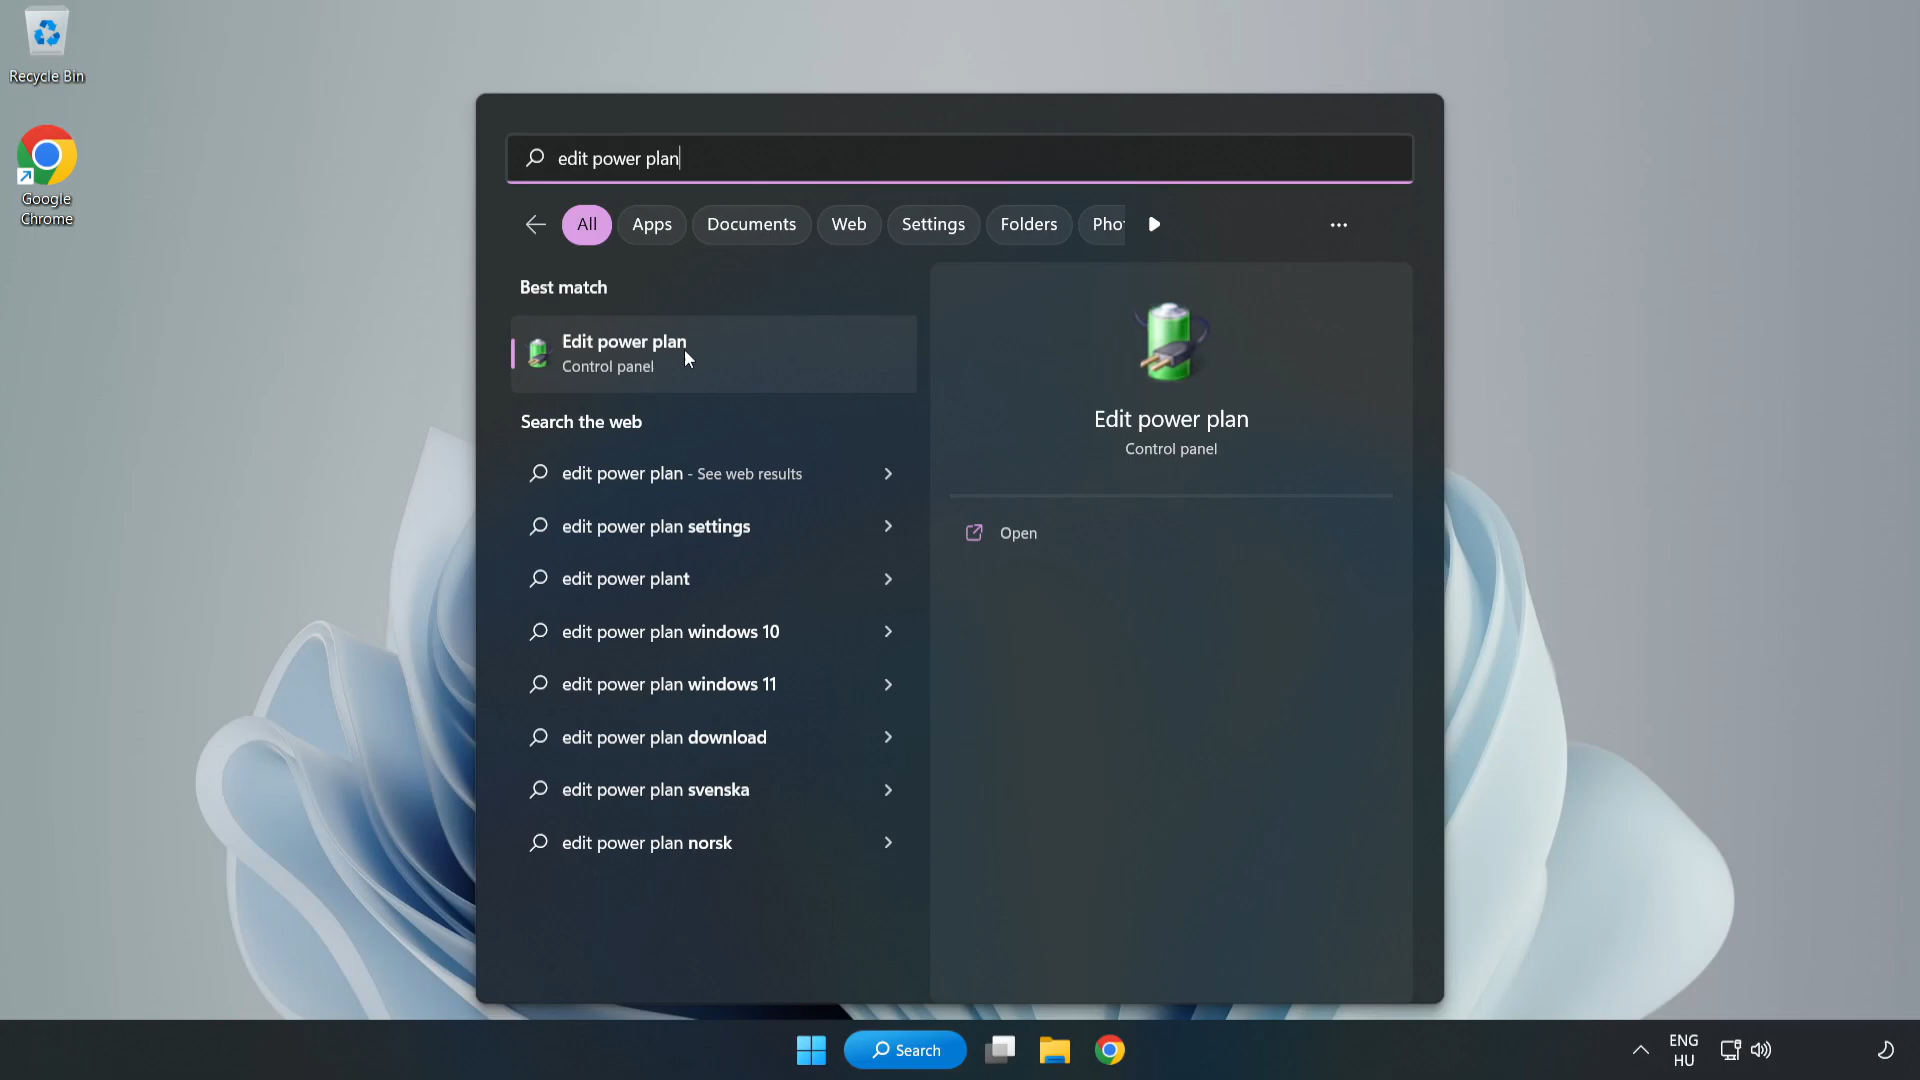 Recycle Bin
Google
Chrome
edit power plan
All
Apps
Documents
Web
Settings
Folders
Pho
Best match
Edit power plan
Control panel
Search the web
edit power plan - See web results
edit power plan settings
edit power plant
edit power plan windows 10
edit power plan windows 11
edit power plan download
edit power plan svenska
edit power plan norsk
Edit power plan
Control panel
Open
Search
ENG
HU